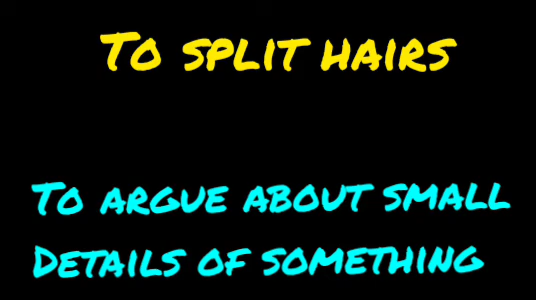 To split hairs
To argue about small
Details of something